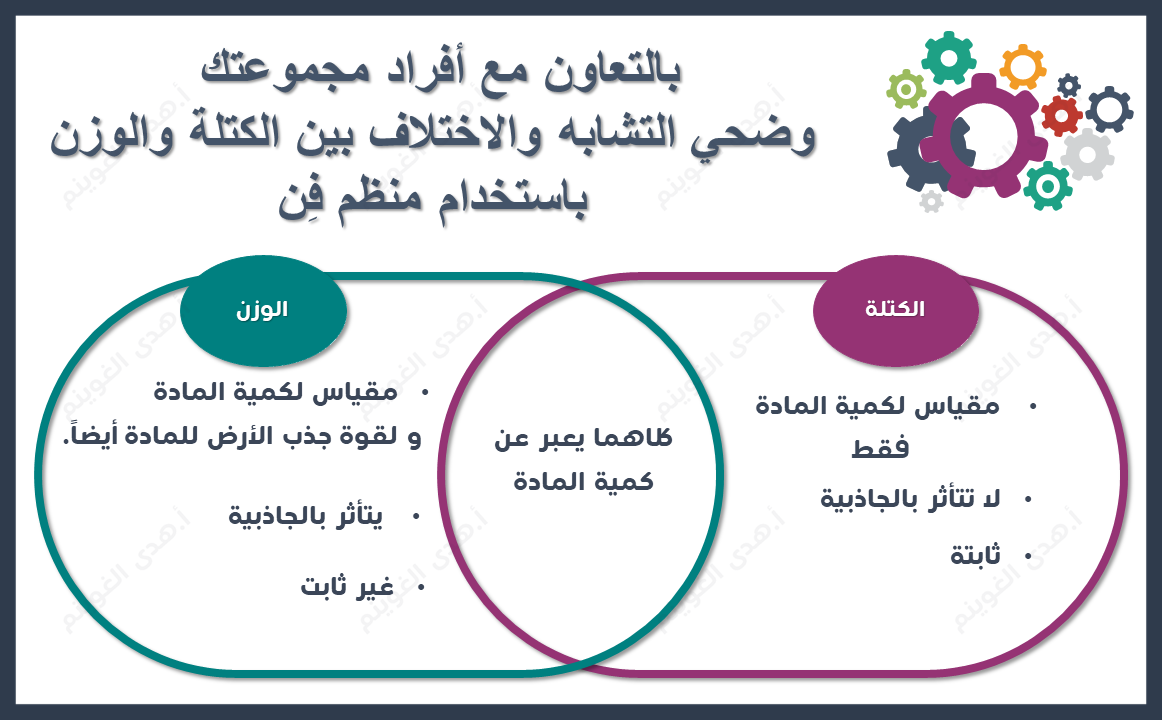 بالتعاون مع أفراد مجموعتك
وضحي التشابه والاختلاف بين الكتلة والوزن
باستخدام منظم فِن
الكتلة
• مقياس لكمية المادة
فقط
• لا تتأثر بالجاذبية
• ثابتة
كلاهما يعبر عن
كمية المادة
الوزن
• مقياس لكمية المادة
و لقوة جذب الأرض للمادة أيضاً.
• يتأثر بالجاذبية
• غير ثابت
أ.هدى الغوينم